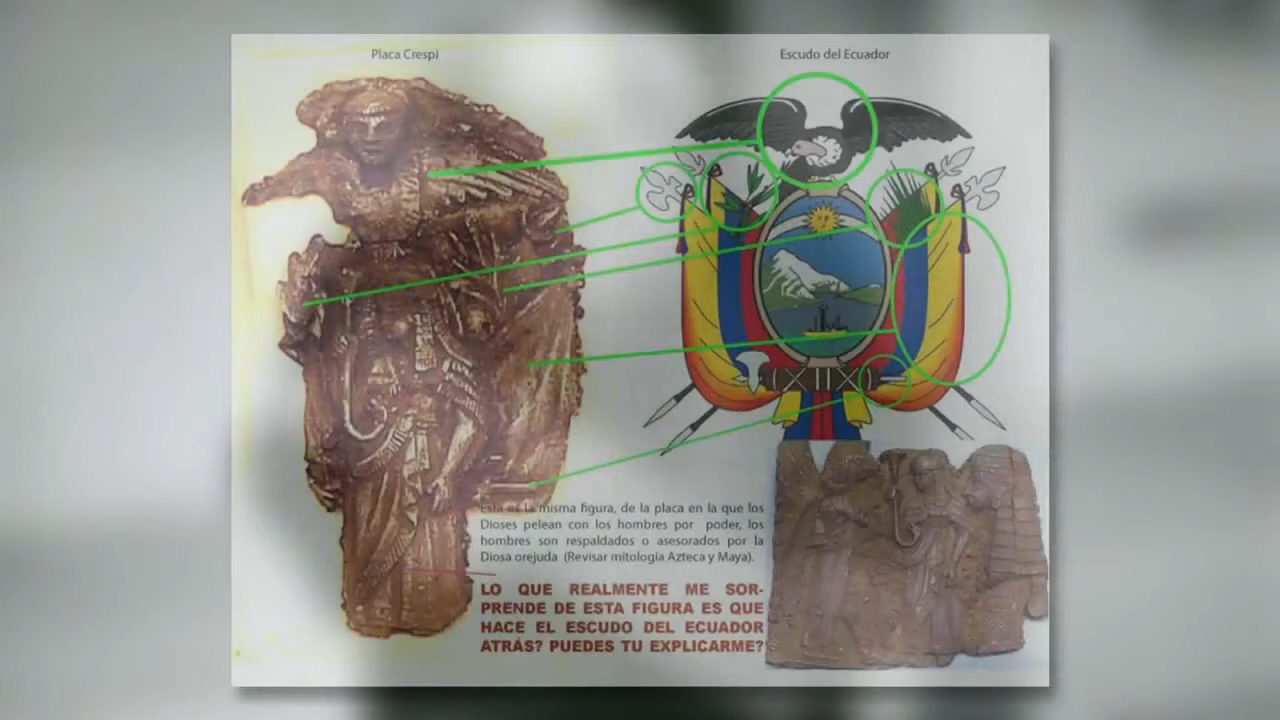 Placa Crespi
Escudo del Ecuador
Esta es la misma figura, de la placa en la que los
Dioses pelean con los hombres por poder, los
hombres son respaldados o asesorados por la
Diosa orejuda (Revisar mitología Azteca y Maya).
LO QUE REALMENTE ME SOR-
PRENDE DE ESTA FIGURA ES QUE
HACE EL ESCUDO DEL ECUADOR
ATRÁS? PUEDES TU EXPLICARME?